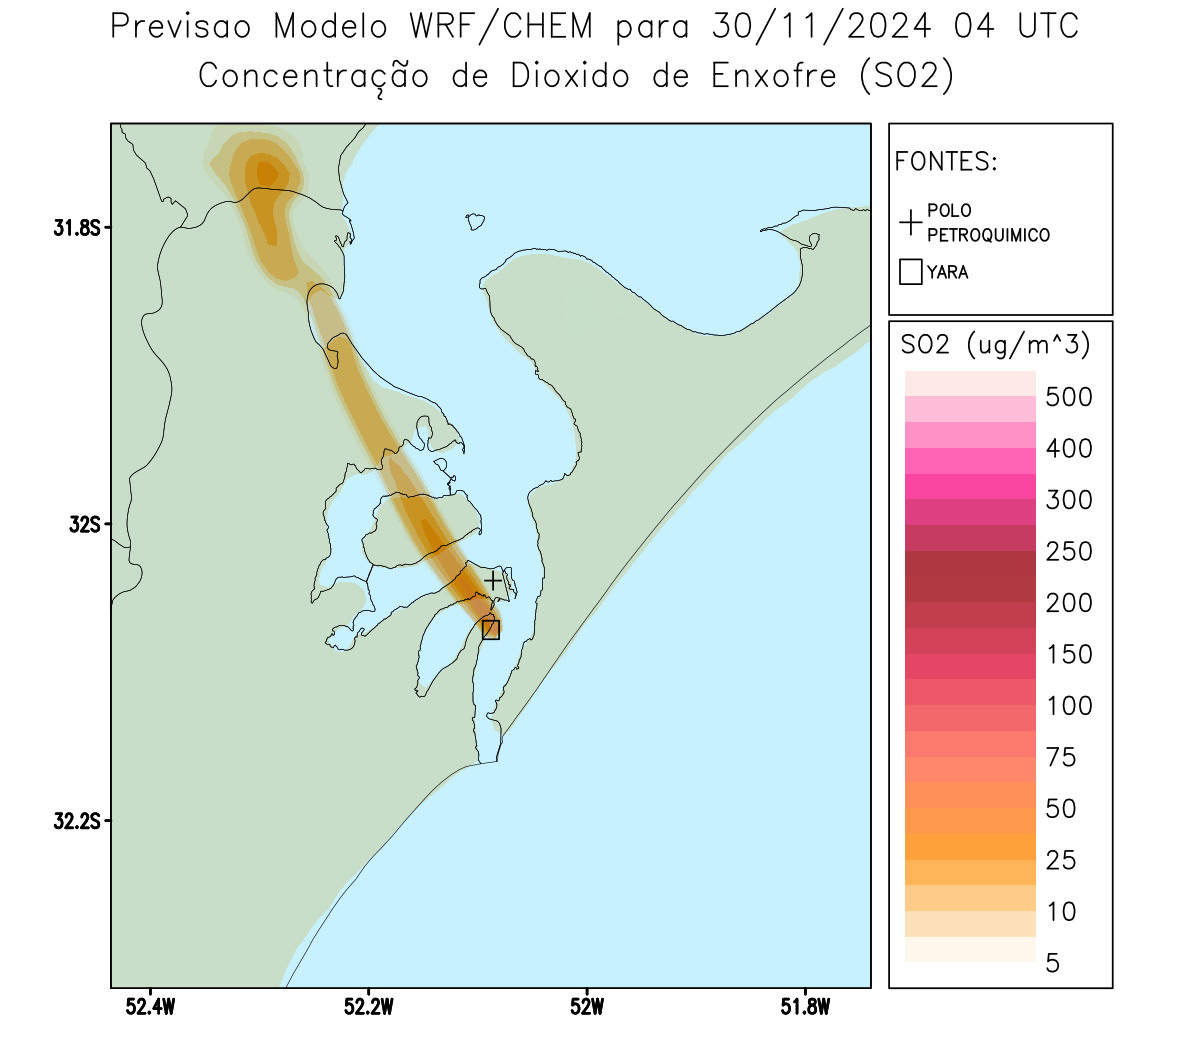 Previsao Modelo WRF/CHEM para 30/11/2024 04 UTC
Concentração de Dioxido de Enxofre (SO2)
FONTES:
POLO
PETROQUIMICO
YARA
SO2 (ug/m^3)
500
400
300
250
200
150
100
75
50
25
10
5
31.8S
32S
32.2S
52.4W
52.2W
52W
51.8W